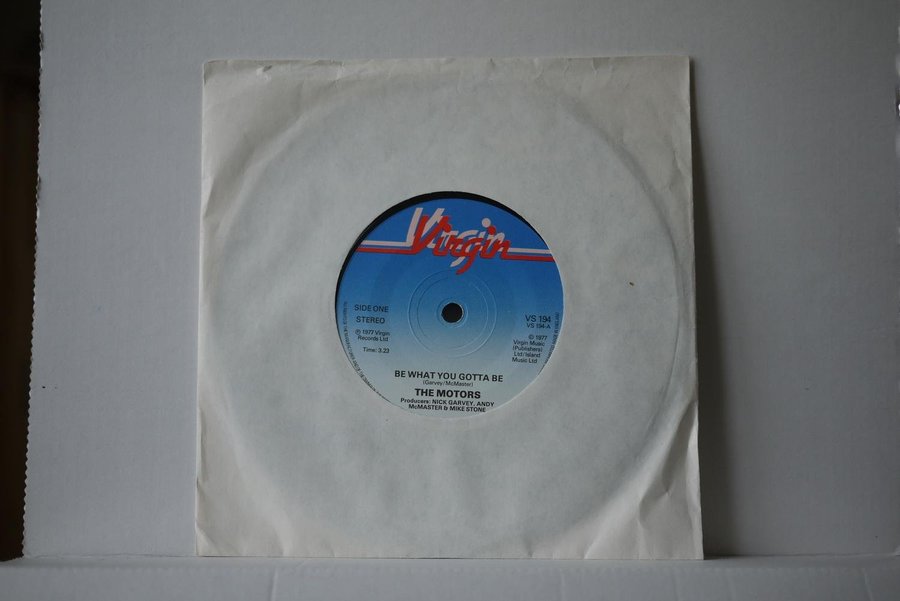 Virgin
SIDE ONE
STEREO
℗ 1977 Virgin
Records Ltd
Time: 3.23
VS 194
VS 194-A
© 1977
Virgin Music
(Publishers)
Ltd/Island
Music Ltd
BE WHAT YOU GOTTA BE
(Garvey/McMaster)
THE MOTORS
Producers: NICK GARVEY, ANDY
McMASTER & MIKE STONE